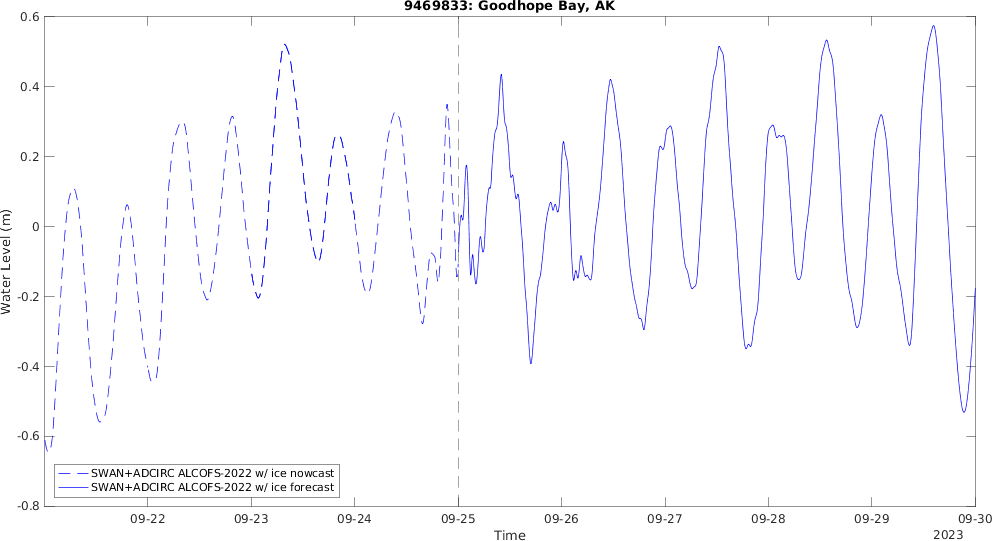 9469833: Goodhope Bay, AK
Water Level (m)
0.6
0.4
0.2
0
-0.2
-0.4
-0.6
-0.8
SWAN+ADCIRC ALCOFS-2022 w/ ice nowcast
SWAN+ADCIRC ALCOFS-2022 w/ ice forecast
09-22 09-23 09-24 09-25 09-26 09-27 09-28 09-29 09-30
Time
2023